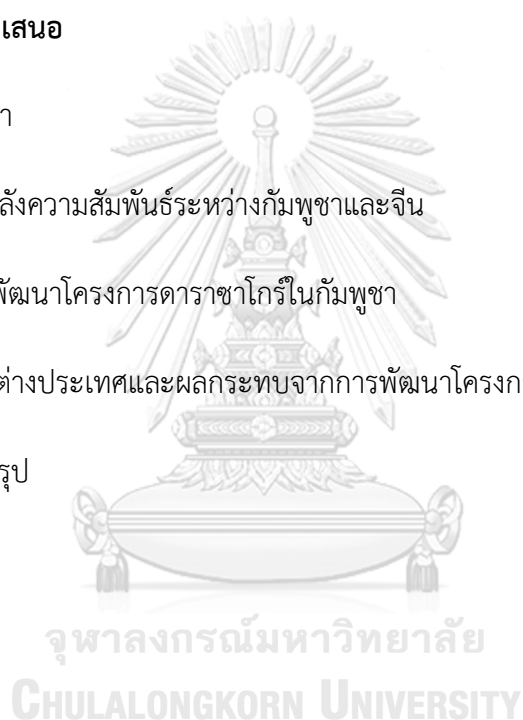 เสนอ
า
ลังความสัมพันธ์ระหว่างกัมพูชาและจีน
พัฒนาโครงการดาราซาโกร์ในกัมพูชา
ต่างประเทศและผลกระทบจากการพัฒนาโครงก
รุป
จุฬาลงกรณ์มหาวิทยาลัย
CHULALONGKORN UNIVERSITY